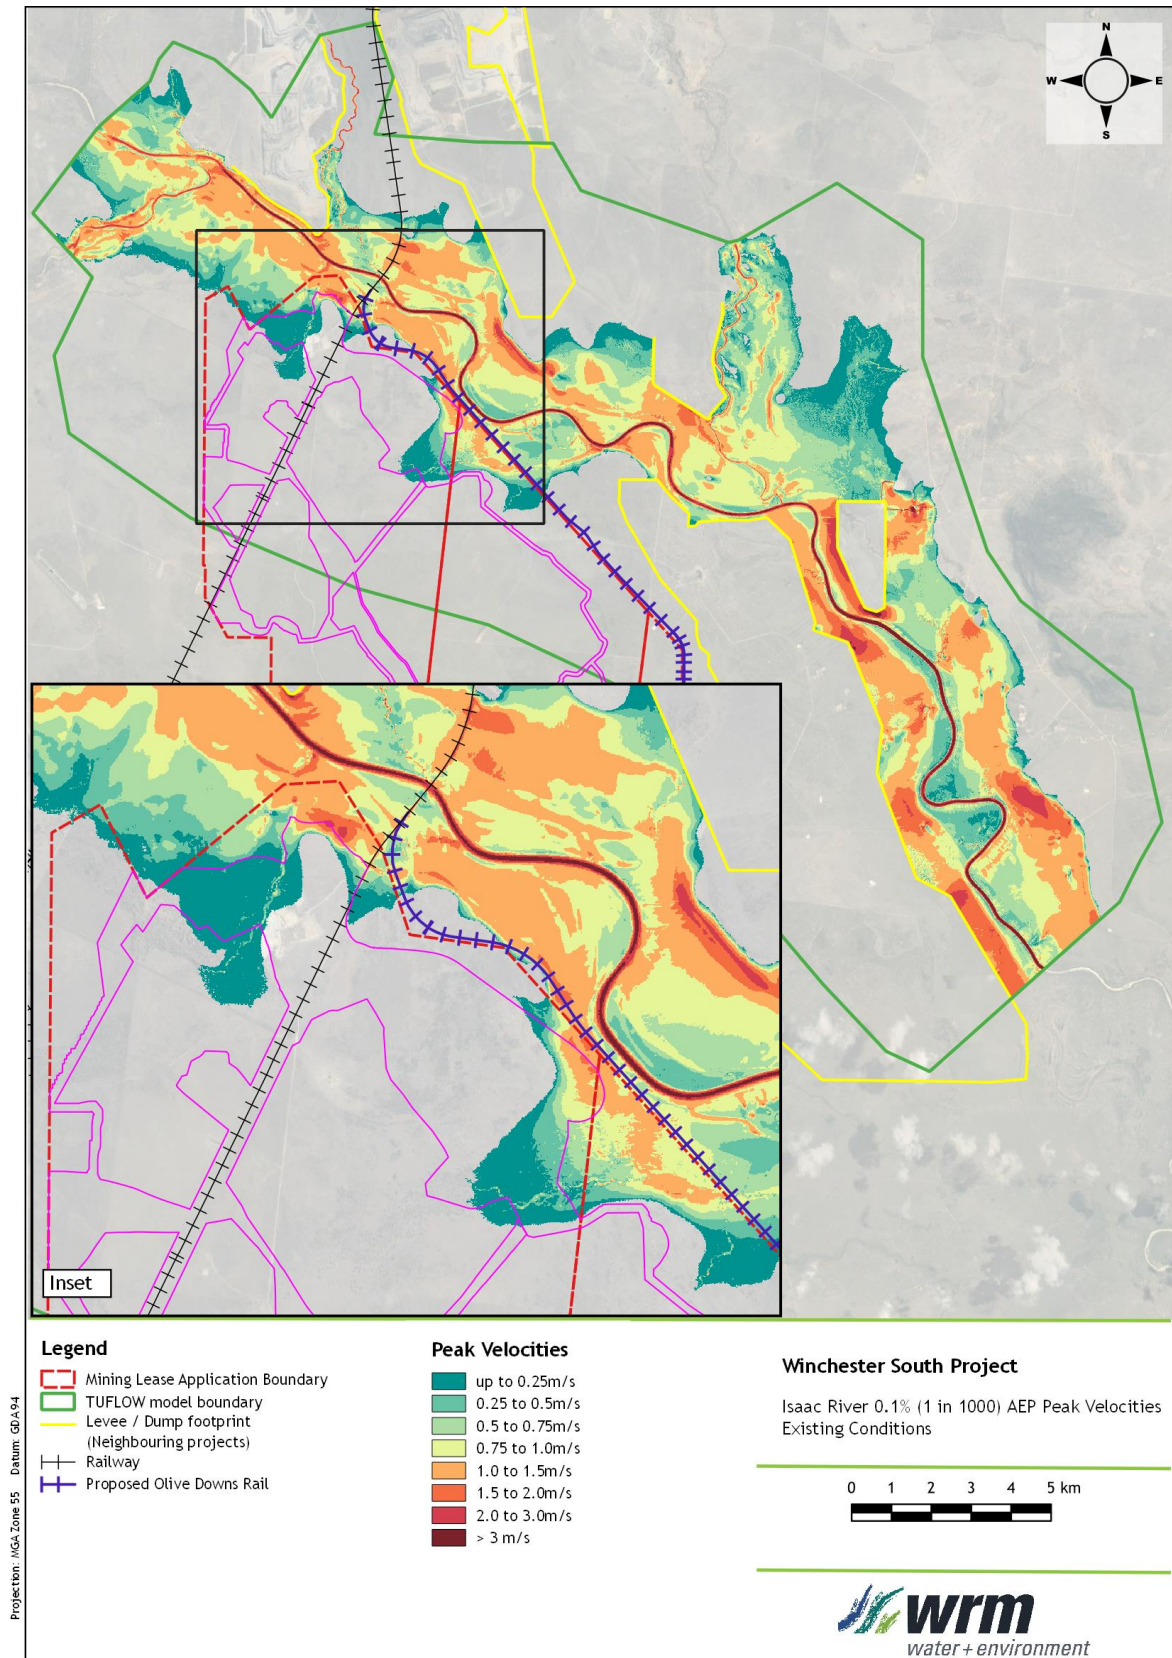 N
W
E
S
Inset
Legend
Mining Lease Application Boundary
TUFLOW model boundary
Levee / Dump footprint
(Neighbouring projects)
Railway
Proposed Olive Downs Rail
Peak Velocities
up to 0.25m/s
0.25 to 0.5m/s
0.5 to 0.75m/s
0.75 to 1.0m/s
1.0 to 1.5m/s
1.5 to 2.0m/s
2.0 to 3.0m/s
> 3 m/s
Winchester South Project
Isaac River 0.1% (1 in 1000) AEP Peak Velocities
Existing Conditions
0 1 2 3 4 5 km
wrm
water + environment
Projection: MGA Zone 55 Datum: GDA94